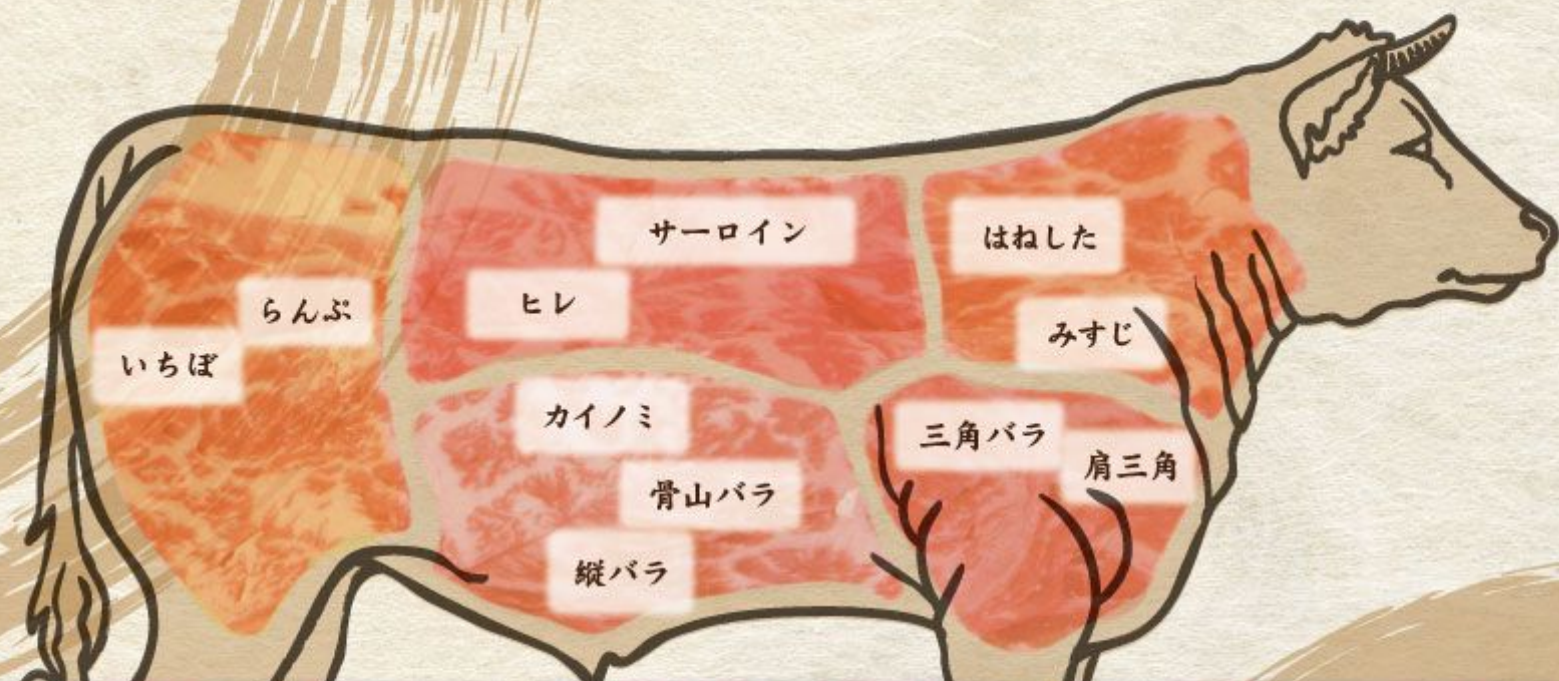 サーロイン
はねした
ヒレ
らんぷ
みすじ
いちぼ
カイノミ
三角バラ
肩三角
骨山バラ
縦バラ